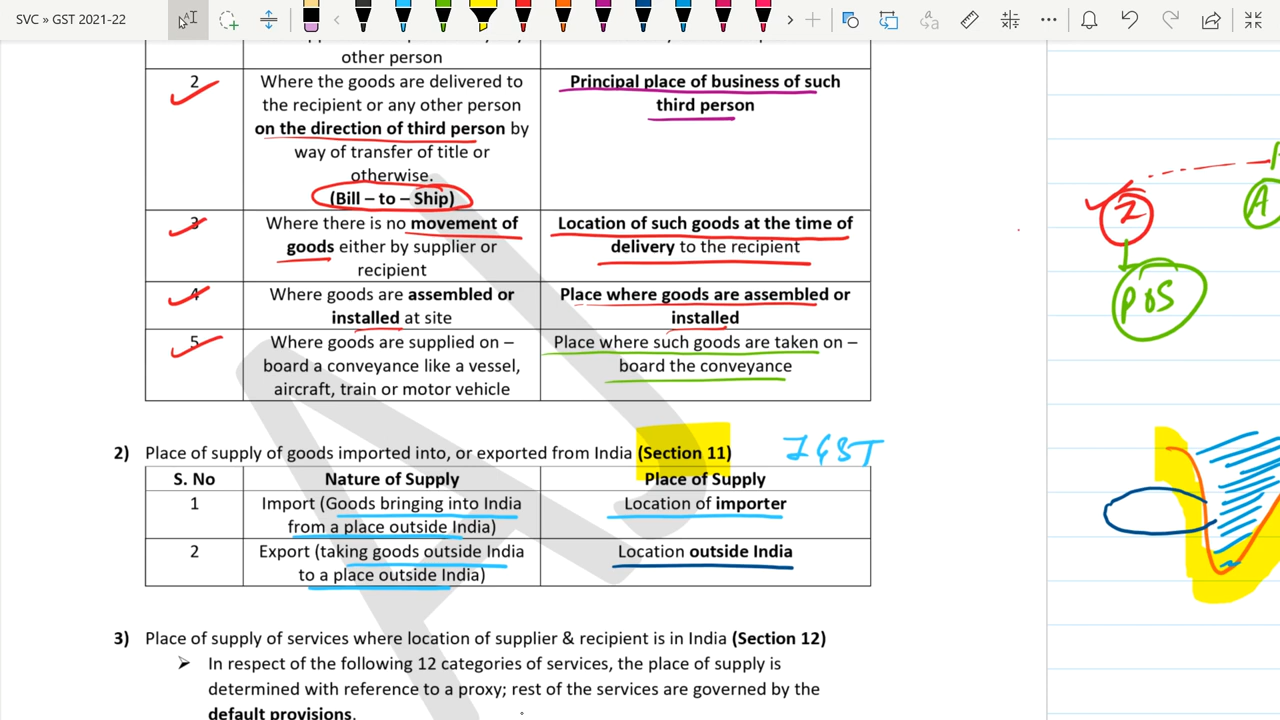 SVC » GST 2021-22
other person
2
Where the goods are delivered to
the recipient or any other person
on the direction of third person by
way of transfer of title or
otherwise.
(Bill – to – Ship)
Principal place of business of such
third person
3
Where there is no movement of
goods either by supplier or
recipient
Location of such goods at the time of
delivery to the recipient
4
Where goods are assembled or
installed at site
Place where goods are assembled or
installed
5
Where goods are supplied on –
board a conveyance like a vessel,
aircraft, train or motor vehicle
Place where such goods are taken on –
board the conveyance
2) Place of supply of goods imported into, or exported from India (Section 11)
IGST
S. No
Nature of Supply
Place of Supply
1
Import (Goods bringing into India
from a place outside India)
Location of importer
2
Export (taking goods outside India
to a place outside India)
Location outside India
3) Place of supply of services where location of supplier & recipient is in India (Section 12)
➢ In respect of the following 12 categories of services, the place of supply is
determined with reference to a proxy; rest of the services are governed by the
default provisions.
A
POS